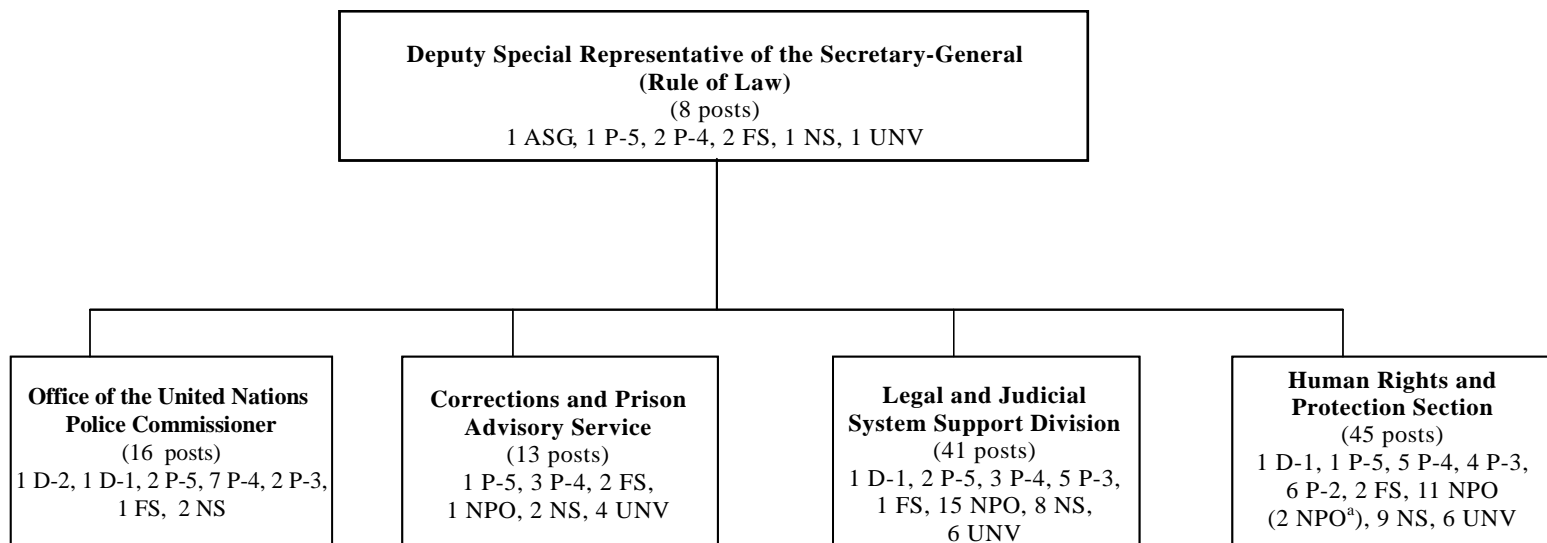 Deputy Special Representative of the Secretary-General
(Rule of Law)
(8 posts)
1 ASG, 1 P-5, 2 P-4, 2 FS, 1 NS, 1 UNV
Office of the United Nations
Police Commissioner
(16 posts)
1 D-2, 1 D-1, 2 P-5, 7 P-4, 2 P-3,
1 FS, 2 NS
Corrections and Prison
Advisory Service
(13 posts)
1 P-5, 3 P-4, 2 FS,
1 NPO, 2 NS, 4 UNV
Legal and Judicial
System Support Division
(41 posts)
1 D-1, 2 P-5, 3 P-4, 5 P-3,
1 FS, 15 NPO, 8 NS,
6 UNV
Human Rights and
Protection Section
(45 posts)
1 D-1, 1 P-5, 5 P-4, 4 P-3,
6 P-2, 2 FS, 11 NPO
(2 NPOᵃ), 9 NS, 6 UNV